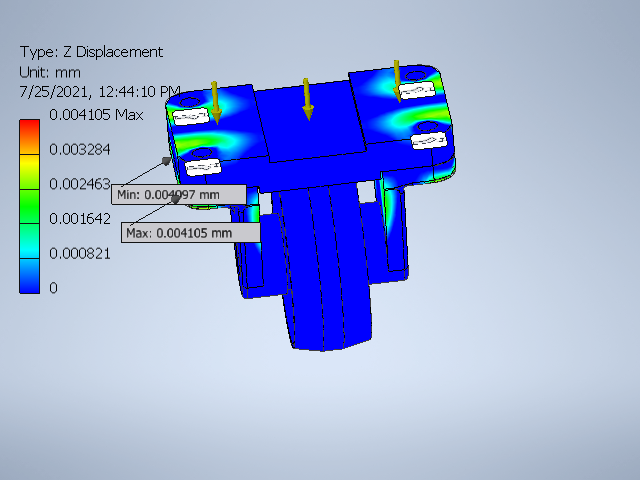 Type: Z Displacement
Unit: mm
7/25/2021, 12:44:10 PM
0.004105 Max
0.003284
0.002463
0.001642
0.000821
0
Min: 0.004097 mm
Max: 0.004105 mm